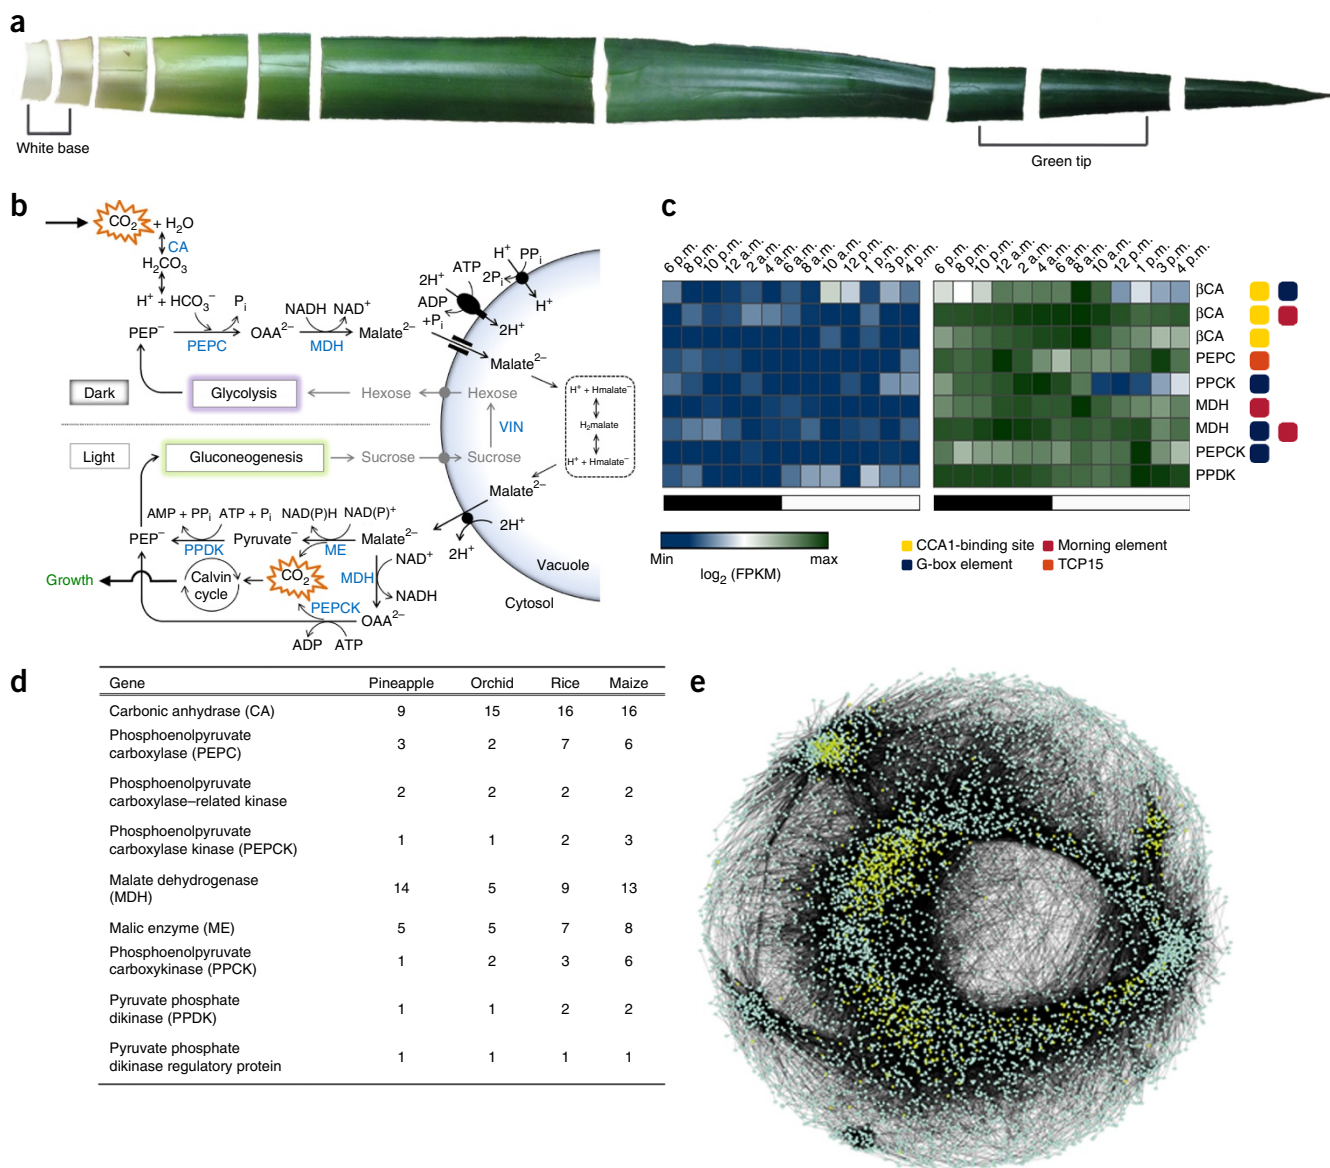 a
White base
Green tip
b
CO2 + H2O
CA
H2CO3
H+ + HCO3−
Pi
NADH NAD+
PEP− OAA2− Malate2−
PEPC MDH
2H+ ATP
ADP
+Pi
H+ PPi
2Pi
H+
2H+
Malate2−
H+ + Hmalate−
H2malate
H+ + Hmalate−
Dark
Glycolysis
Hexose
Hexose
VIN
Light
Gluconeogenesis
Sucrose
Sucrose
Malate2−
2H+
2H+
AMP + PPi ATP + Pi NAD(P)H NAD(P)+
PEP− Pyruvate− Malate2−
PPDK ME
Growth
Calvin
cycle
CO2
MDH
NAD+
NADH
PEPCK
OAA2−
ADP ATP
Vacuole
Cytosol
c
6 p.m. 8 p.m. 10 p.m. 12 a.m. 2 a.m. 4 a.m. 6 a.m. 8 a.m. 10 a.m. 12 p.m. 1 p.m. 3 p.m. 4 p.m.
6 p.m. 8 p.m. 10 p.m. 12 a.m. 2 a.m. 4 a.m. 6 a.m. 8 a.m. 10 a.m. 12 p.m. 1 p.m. 3 p.m. 4 p.m.
βCA
βCA
βCA
PEPC
PPCK
MDH
MDH
PEPCK
PPDK
Min max
log2 (FPKM)
CCA1-binding site
Morning element
G-box element
TCP15
d
Gene Pineapple Orchid Rice Maize
Carbonic anhydrase (CA) 9 15 16 16
Phosphoenolpyruvate
carboxylase (PEPC) 3 2 7 6
Phosphoenolpyruvate
carboxylase–related kinase 2 2 2 2
Phosphoenolpyruvate
carboxylase kinase (PEPCK) 1 1 2 3
Malate dehydrogenase
(MDH) 14 5 9 13
Malic enzyme (ME) 5 5 7 8
Phosphoenolpyruvate
carboxykinase (PPCK) 1 2 3 6
Pyruvate phosphate
dikinase (PPDK) 1 1 2 2
Pyruvate phosphate
dikinase regulatory protein 1 1 1 1
e